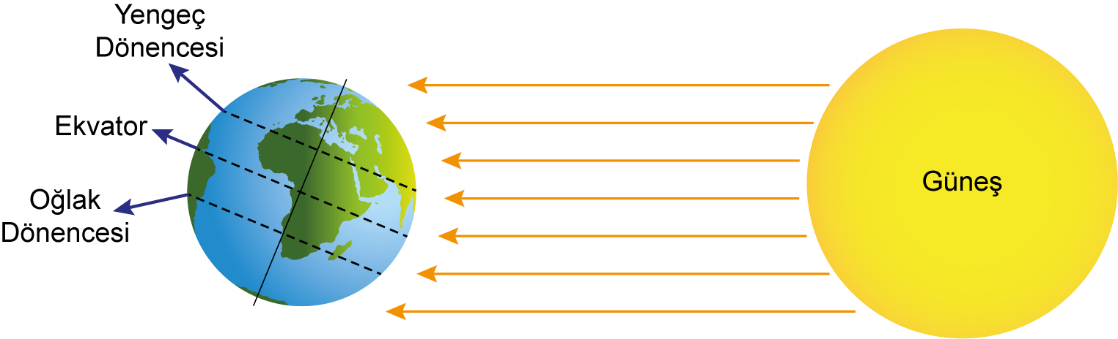 Yengeç
Dönencesi
Ekvator
Oğlak
Dönencesi
Güneş